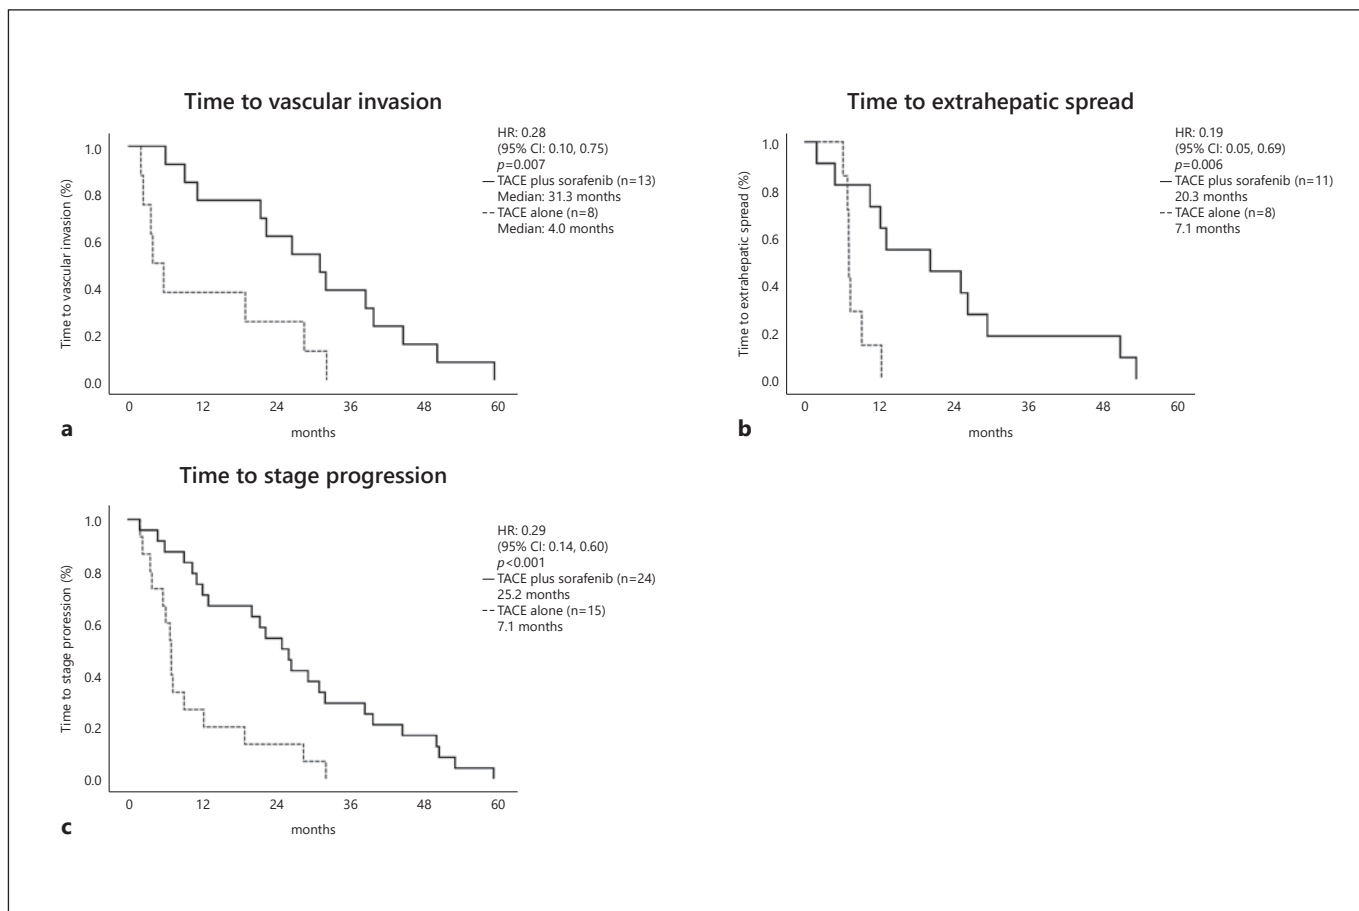 Time to vascular invasion
Time to vascular invasion (%)
1.0
0.8
0.6
0.4
0.2
0.0
0 12 24 36 48 60
months
HR: 0.28
(95% CI: 0.10, 0.75)
p=0.007
TACE plus sorafenib (n=13)
Median: 31.3 months
TACE alone (n=8)
Median: 4.0 months
a
Time to extrahepatic spread
Time to extrahepatic spread (%)
1.0
0.8
0.6
0.4
0.2
0.0
0 12 24 36 48 60
months
HR: 0.19
(95% CI: 0.05, 0.69)
p=0.006
TACE plus sorafenib (n=11)
20.3 months
TACE alone (n=8)
7.1 months
b
Time to stage progression
Time to stage proression (%)
1.0
0.8
0.6
0.4
0.2
0.0
0 12 24 36 48 60
months
HR: 0.29
(95% CI: 0.14, 0.60)
p<0.001
TACE plus sorafenib (n=24)
25.2 months
TACE alone (n=15)
7.1 months
c